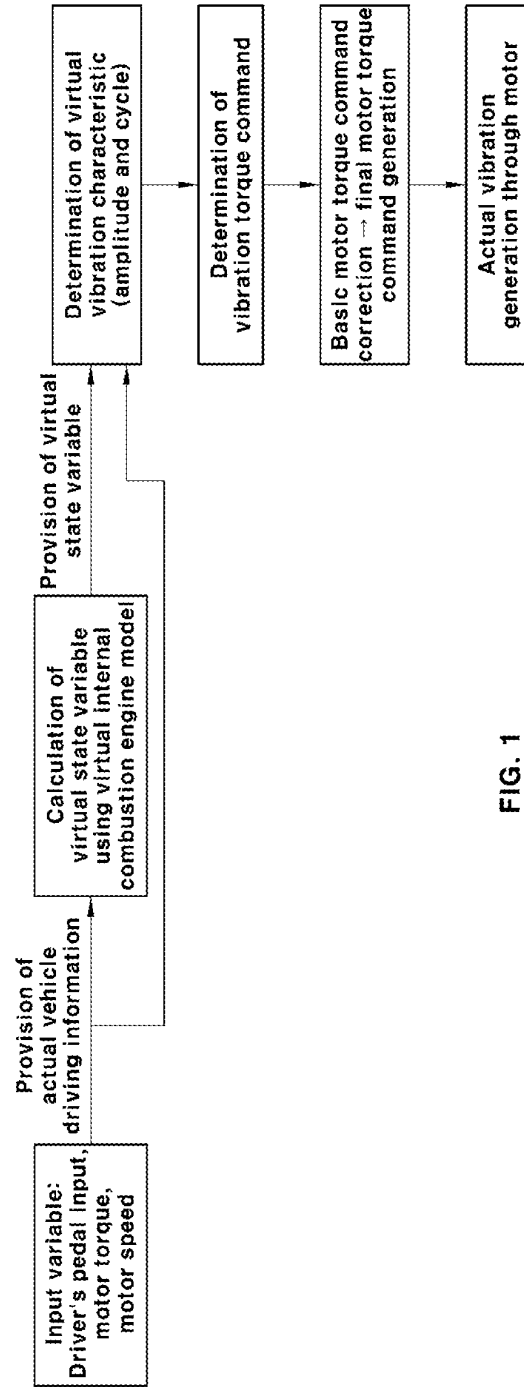 Input variable:
Driver's pedal input,
motor torque,
motor speed
Provision of
actual vehicle
driving information
Calculation of
virtual state variable
using virtual internal
combustion engine model
Provision of virtual
state variable
Determination of virtual
vibration characteristic
(amplitude and cycle)
Determination of
vibration torque command
Basic motor torque command
correction → final motor torque
command generation
Actual vibration
generation through motor
FIG. 1